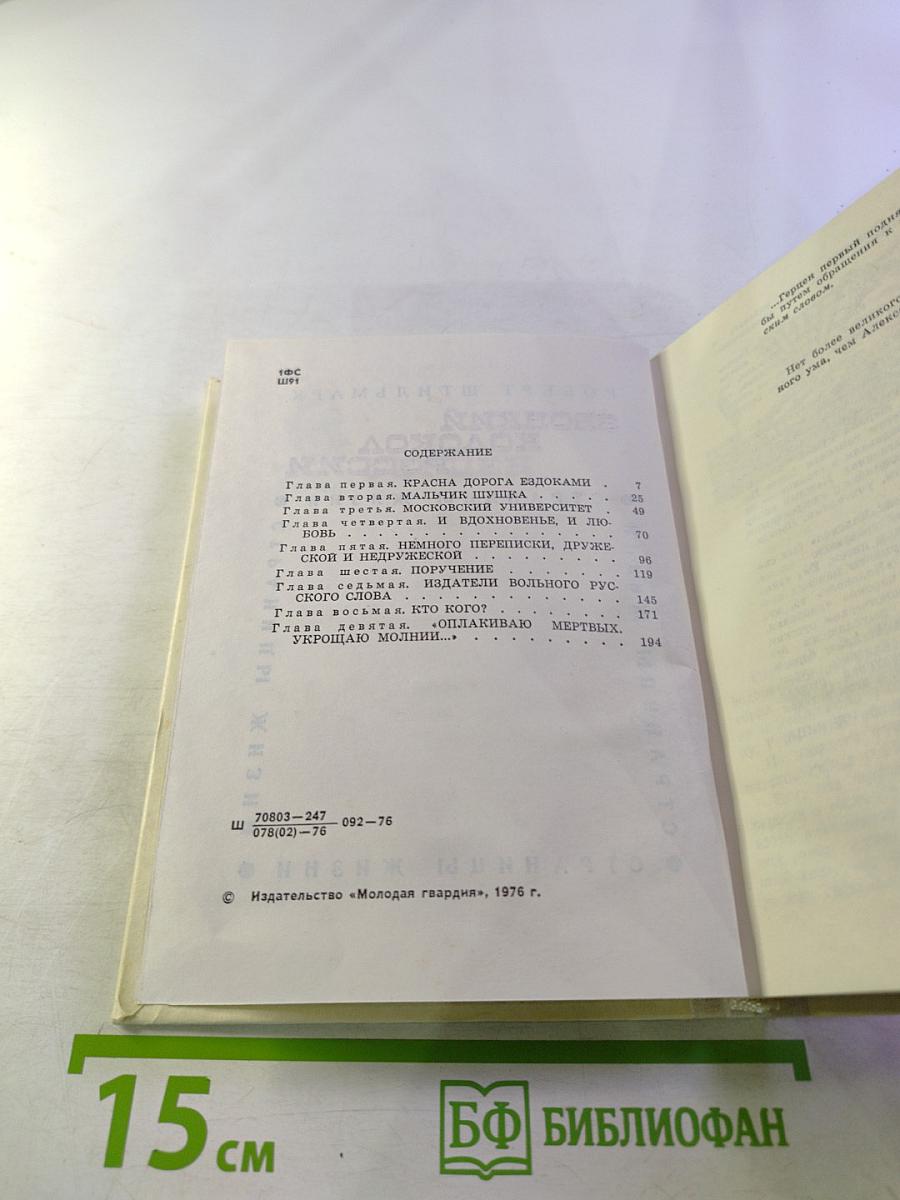 1ФС
Ш91
СОДЕРЖАНИЕ
Глава первая. КРАСНА ДОРОГА ЕЗДОКАМИ . 7
Глава вторая. МАЛЬЧИК ШУШКА . . . . . 25
Глава третья. МОСКОВСКИЙ УНИВЕРСИТЕТ . 49
Глава четвертая. И ВДОХНОВЕНЬЕ, И ЛЮ-
БОВЬ . . . . . . . . . . . . . . . . 70
Глава пятая. НЕМНОГО ПЕРЕПИСКИ, ДРУЖЕ-
СКОЙ И НЕДРУЖЕСКОЙ . . . . . . . . . 96
Глава шестая. ПОРУЧЕНИЕ . . . . . . . 119
Глава седьмая. ИЗДАТЕЛИ ВОЛЬНОГО РУС-
СКОГО СЛОВА . . . . . . . . . . . . . 145
Глава восьмая. КТО КОГО? . . . . . . . . 171
Глава девятая. «ОПЛАКИВАЮ МЕРТВЫХ,
УКРОЩАЮ МОЛНИИ...» . . . . . . . . . 194
Ш 70803—247
078(02)—76 092—76
© Издательство «Молодая гвардия», 1976 г.
...Герцен первый подня
бы путем обращения к
ским словом.
Нет более великого
ного ума, чем Алекс
15 см
БФ БИБЛИОФАН